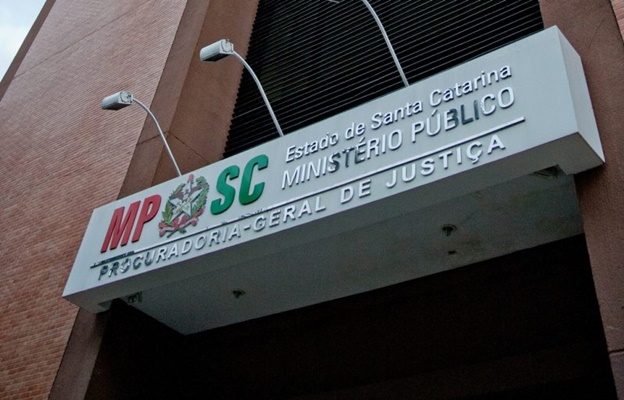 MP SC
Estado de Santa Catarina
MINISTÉRIO PÚBLICO
PROCURADORIA-GERAL DE JUSTIÇA